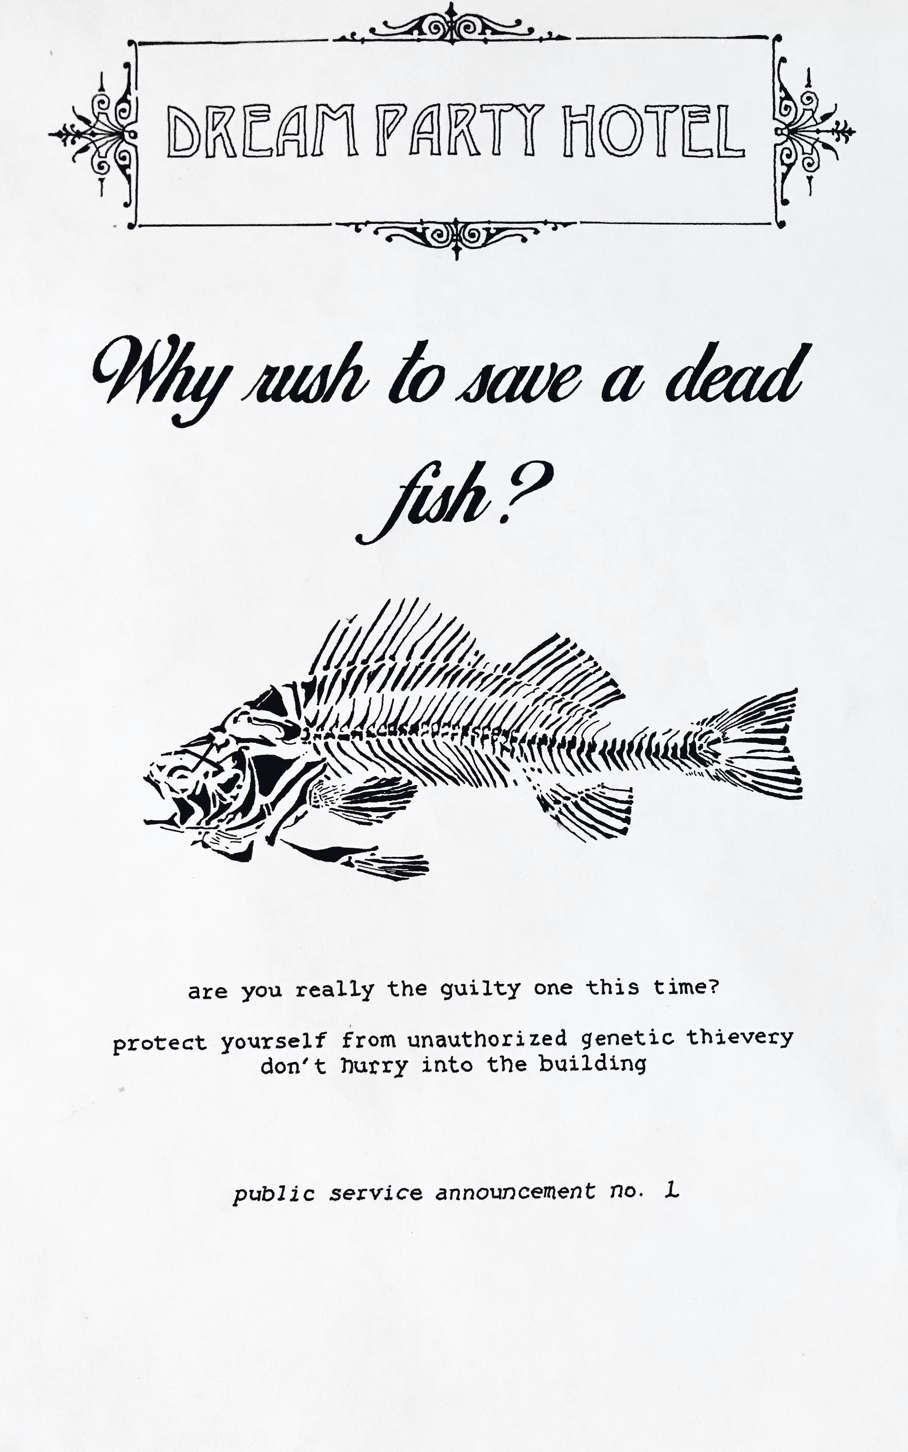 DREAM PARTY HOTEL
Why rush to save a dead
fish?
are you really the guilty one this time?
protect yourself from unauthorized genetic thievery
don't hurry into the building
public service announcement no. 1